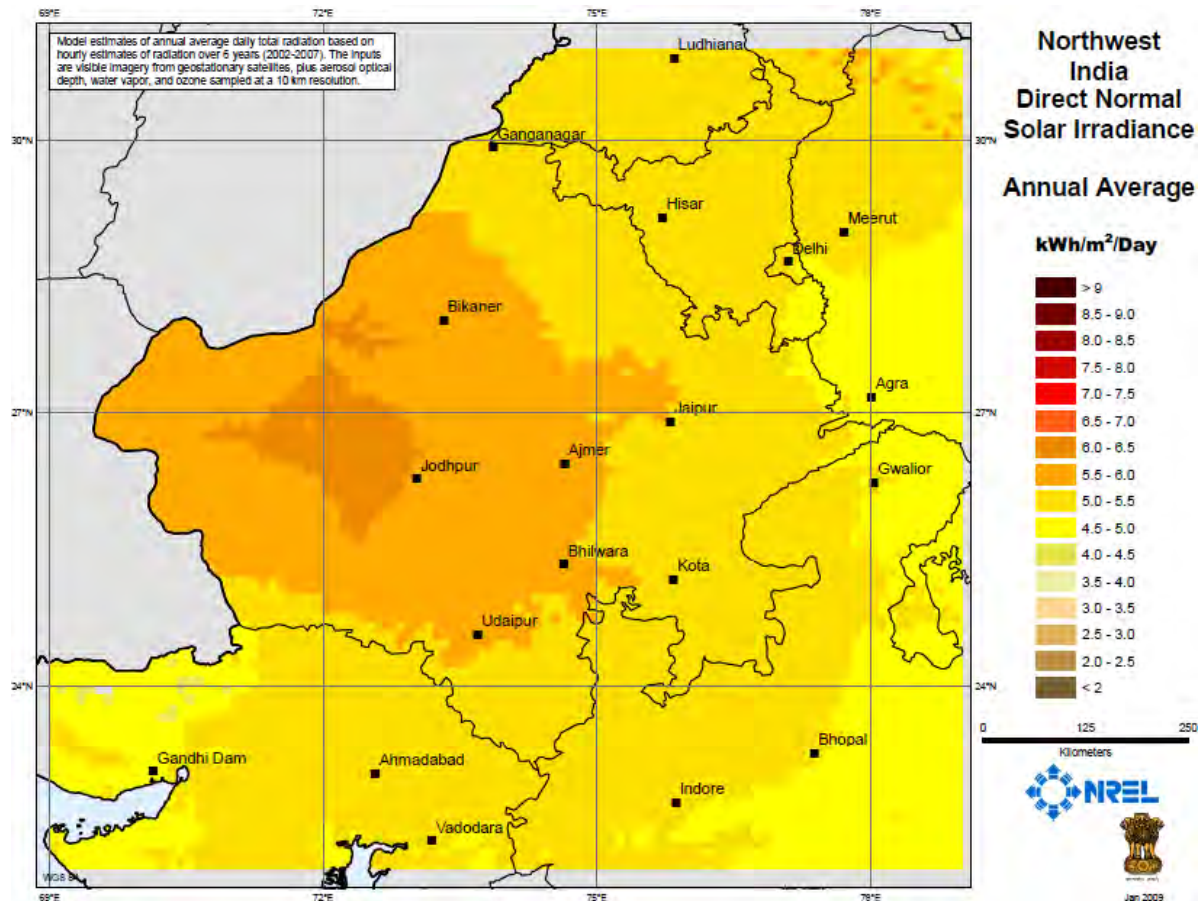 69°E
72°E
75°E
78°E
Model estimates of annual average daily total radiation based on
hourly estimates of radiation over 6 years (2002-2007). The inputs
are visible imagery from geostationary satellites, plus aerosol optical
depth, water vapor, and ozone sampled at a 10 km resolution.
Northwest
India
Direct Normal
Solar Irradiance
Annual Average
kWh/m²/Day
> 9
8.5 - 9.0
8.0 - 8.5
7.5 - 8.0
7.0 - 7.5
6.5 - 7.0
6.0 - 6.5
5.5 - 6.0
5.0 - 5.5
4.5 - 5.0
4.0 - 4.5
3.5 - 4.0
3.0 - 3.5
2.5 - 3.0
2.0 - 2.5
< 2
0 125 250
Kilometers
NREL
Jan 2009
Ludhiana
30°N
Ganganagar
30°N
Hisar
Meerut
Delhi
Bikaner
Agra
27°N
Jaipur
27°N
Ajmer
Jodhpur
Gwalior
Bhilwara
Kota
Udaipur
24°N
24°N
Bhopal
Gandhi Dam
Ahmadabad
Indore
Vadodara
WGS 84
69°E
72°E
75°E
78°E